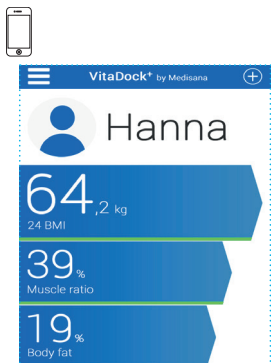 VitaDock+ by Medisana
Hanna
64,2 kg
24 BMI
39%
Muscle ratio
19%
Body fat